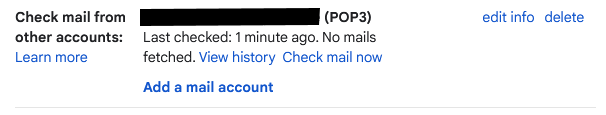 Check mail from other accounts:
Learn more
(POP3)
Last checked: 1 minute ago. No mails
fetched. View history Check mail now
Add a mail account
edit info delete